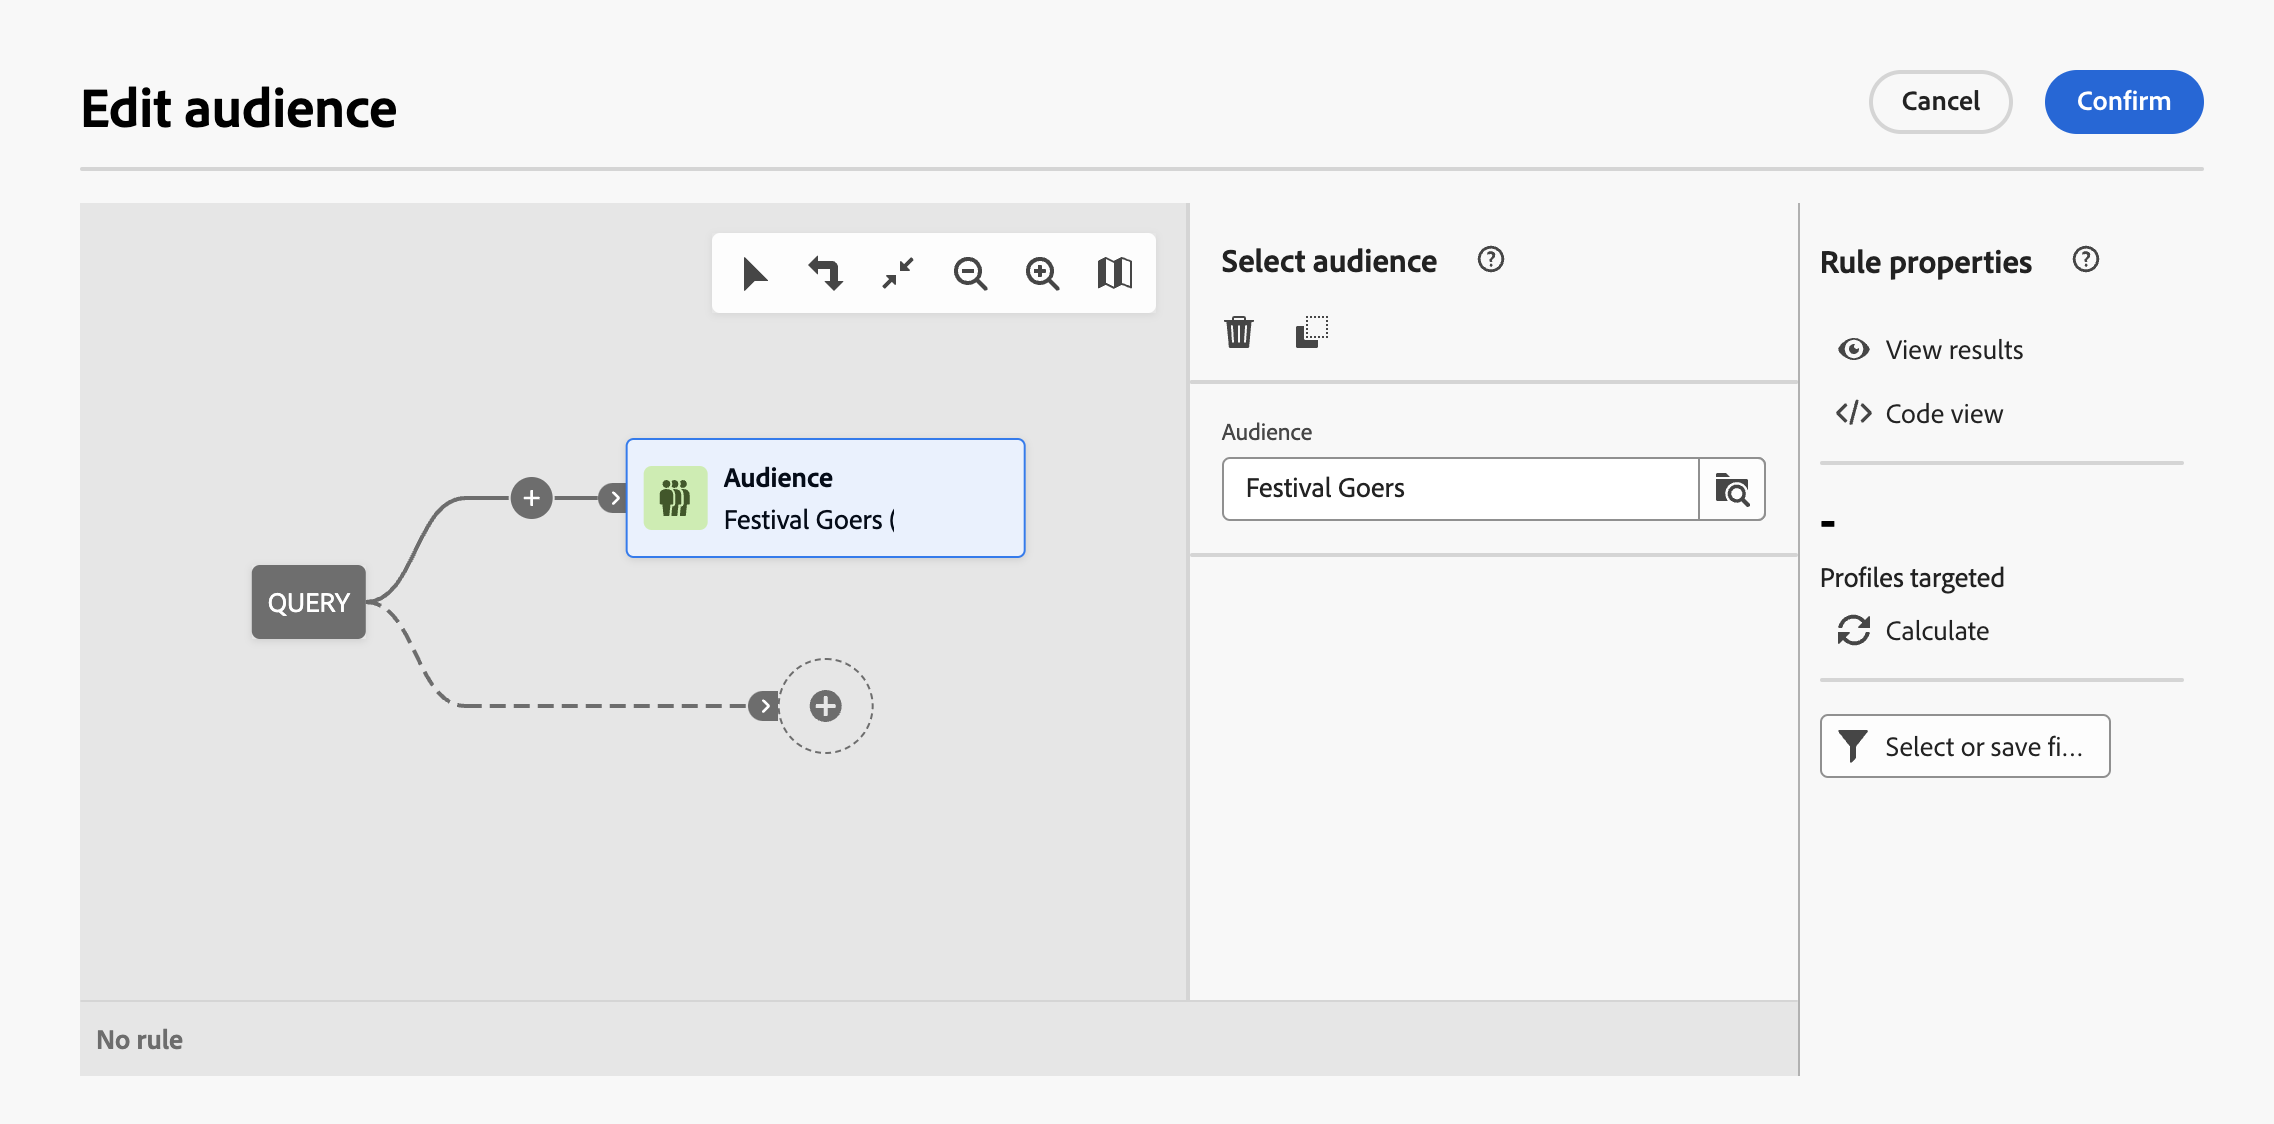 Edit audience
Cancel
Confirm
QUERY
Audience
Festival Goers (
No rule
Select audience
Audience
Festival Goers
Rule properties
View results
Code view
-
Profiles targeted
Calculate
Select or save fi...